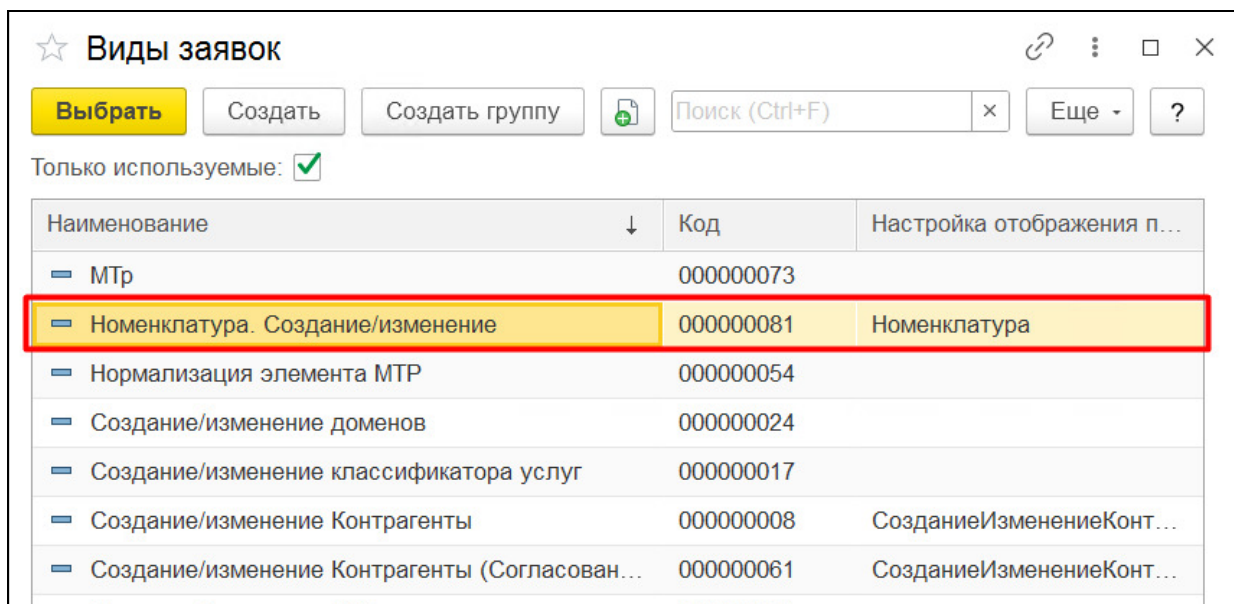 Виды заявок
Выбрать Создать Создать группу Поиск (Ctrl+F) Еще ?
Только используемые:
Наименование Код Настройка отображения п...
МТр 000000073
Номенклатура. Создание/изменение 000000081 Номенклатура
Нормализация элемента МТР 000000054
Создание/изменение доменов 000000024
Создание/изменение классификатора услуг 000000017
Создание/изменение Контрагенты 000000008 СозданиеИзменениеКонт...
Создание/изменение Контрагенты (Согласован... 000000061 СозданиеИзменениеКонт...